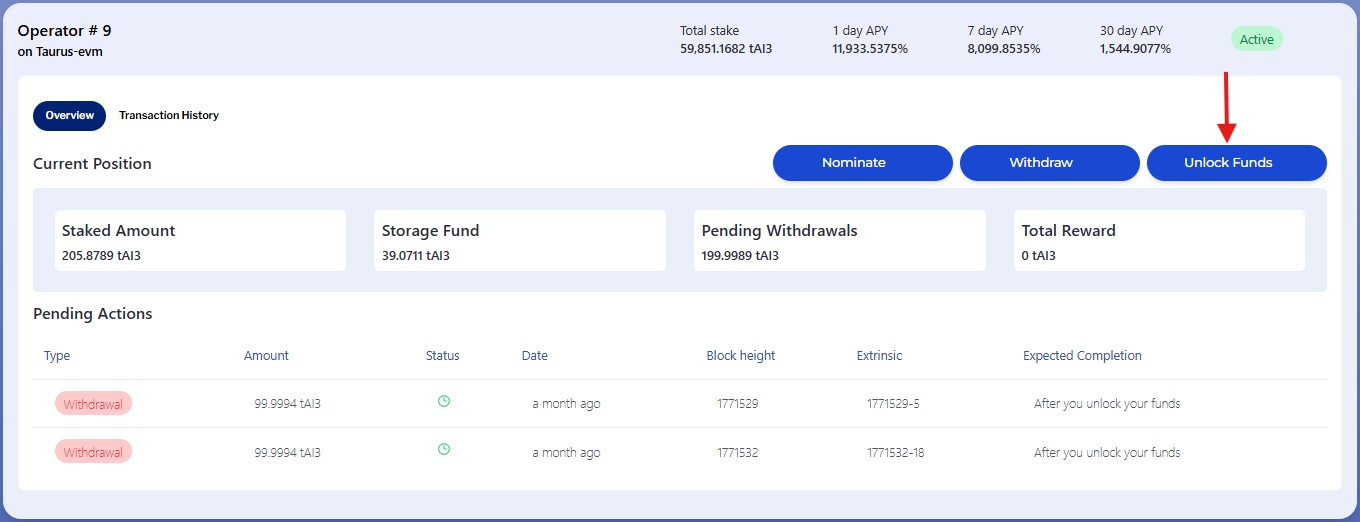 Operator # 9
on Taurus-evm
Total stake
59,851.1682 tAI3
1 day APY
11,933.5375%
7 day APY
8,099.8535%
30 day APY
1,544.9077%
Active
Overview
Transaction History
Current Position
Nominate
Withdraw
Unlock Funds
Staked Amount
205.8789 tAI3
Storage Fund
39.0711 tAI3
Pending Withdrawals
199.9989 tAI3
Total Reward
0 tAI3
Pending Actions
Type Amount Status Date Block height Extrinsic Expected Completion
Withdrawal 99.9994 tAI3 a month ago 1771529 1771529-5 After you unlock your funds
Withdrawal 99.9994 tAI3 a month ago 1771532 1771532-18 After you unlock your funds